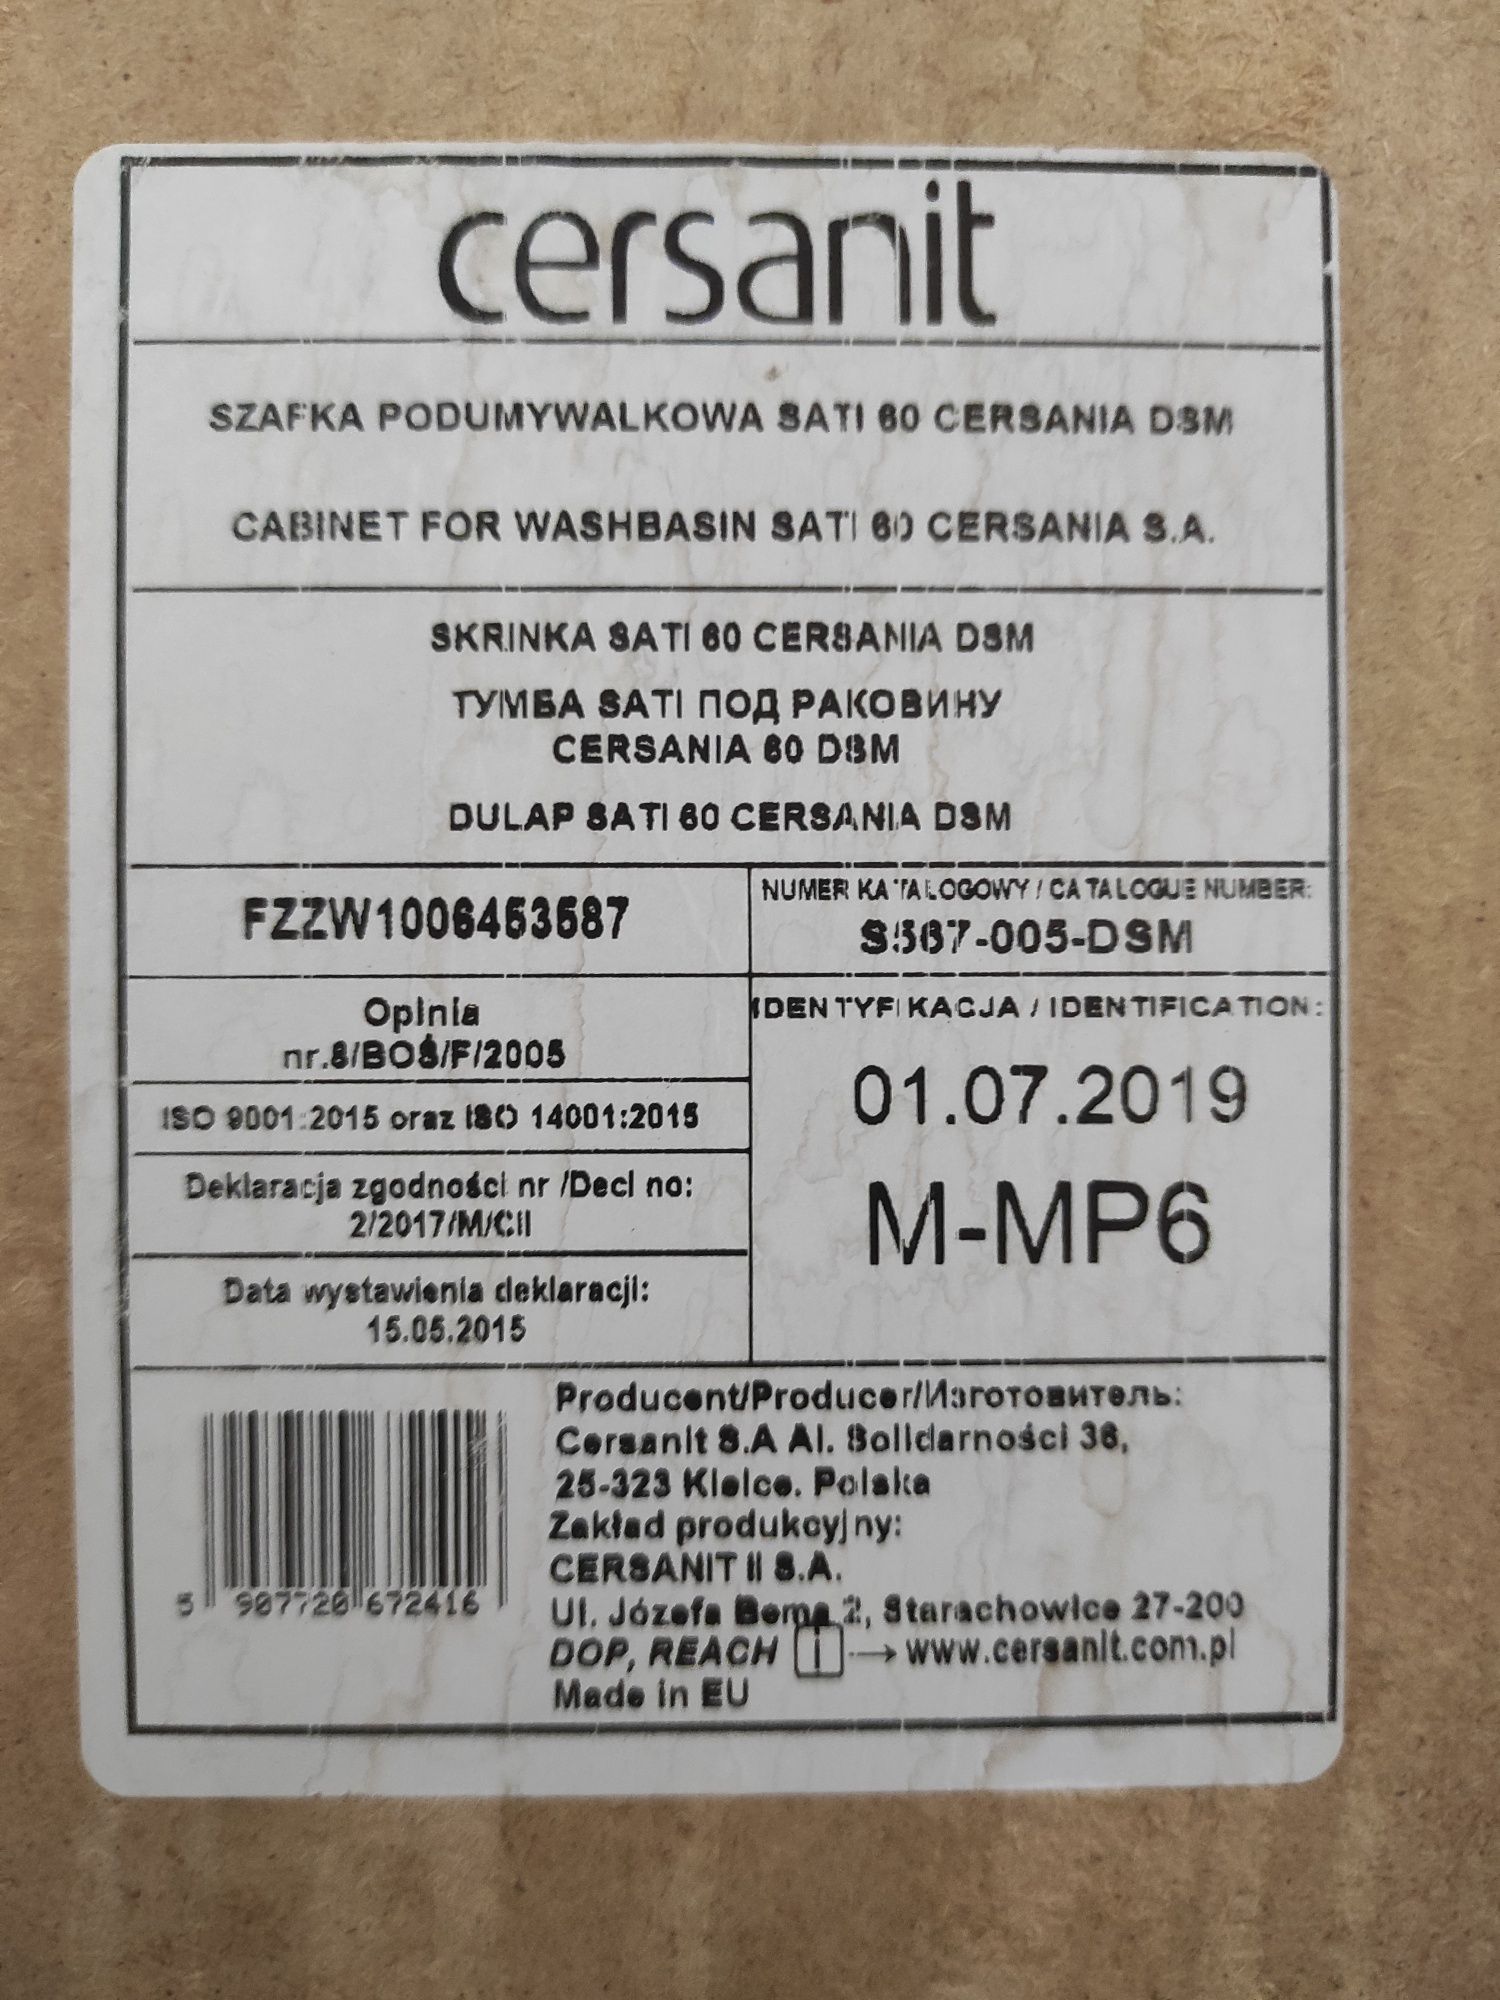 cersanit
SZAFKA PODUMYWALKOWA SATI 60 CERSANIA DSM
CABINET FOR WASHBASIN SATI 60 CERSANIA S.A.
SKRINKA SATI 60 CERSANIA DSM
ТУМБА SATI ПОД РАКОВИНУ
CERSANIA 60 DSM
DULAP SATI 60 CERSANIA DSM
FZZW1006453587
NUMER KATALOGOWY / CATALOGUE NUMBER:
S567-005-DSM
Opinia
nr.8/BOŚ/F/2005
IDENTYFIKACJA / IDENTIFICATION:
01.07.2019
M-MP6
ISO 9001:2015 oraz ISO 14001:2015
Deklaracja zgodności nr /Decl no:
2/2017/M/CII
Data wystawienia deklaracji:
15.05.2015
5 907720 672416
Producent/Producer/Изготовитель:
Cersanit S.A Al. Solidarności 36,
25-323 Kielce. Polska
Zakład produkcyjny:
CERSANIT II S.A.
Ul. Józefa Bema 2, Starachowice 27-200
DOP, REACH i → www.cersanit.com.pl
Made in EU